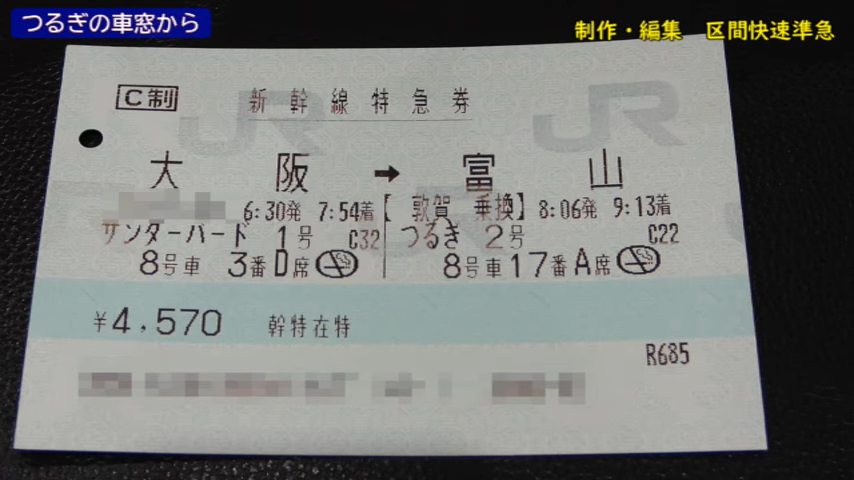 つるぎの車窓から
制作・編集　区間快速準急
C制　新幹線特急券
大阪 → 富山
6:30発 7:54着【 敦賀 乗換】8:06発 9:13着
サンダーバード 1号 C32 つるぎ 2号 C22
8号車 3番D席 8号車17番A席
¥4,570 幹特在特
R685